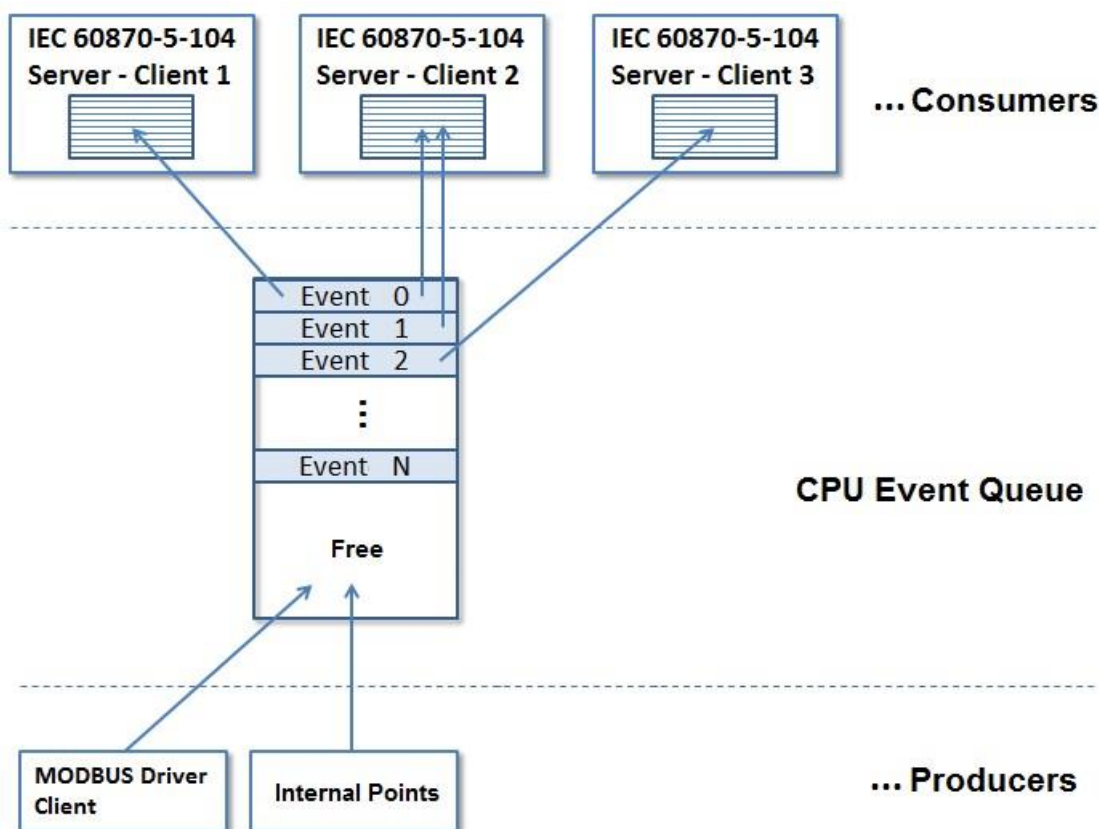 IEC 60870-5-104
Server - Client 1
IEC 60870-5-104
Server - Client 2
IEC 60870-5-104
Server - Client 3
... Consumers
Event 0
Event 1
Event 2
⋮
Event N
Free
CPU Event Queue
MODBUS Driver
Client
Internal Points
... Producers